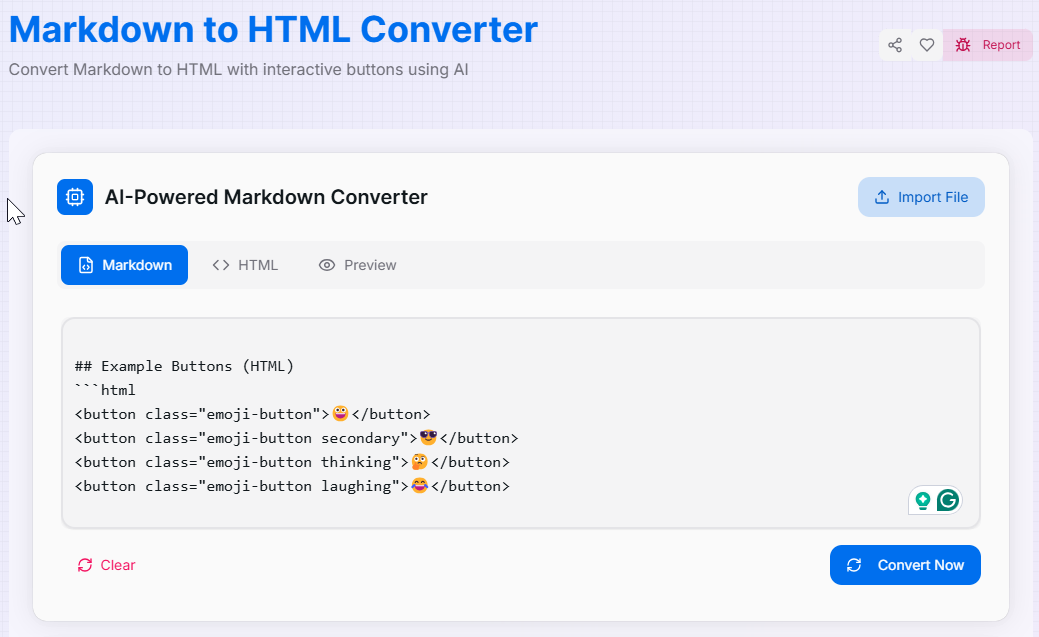 Markdown to HTML Converter
Convert Markdown to HTML with interactive buttons using AI
Report
AI-Powered Markdown Converter
Import File
Markdown
HTML
Preview
## Example Buttons (HTML)
```html
<button class="emoji-button">😀</button>
<button class="emoji-button secondary">😎</button>
<button class="emoji-button thinking">🤔</button>
<button class="emoji-button laughing">😂</button>
Clear
Convert Now